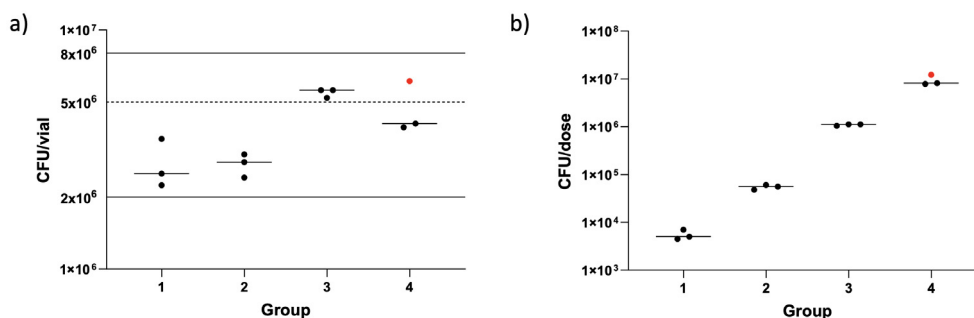 a)
CFU/vial
1×10⁷
8×10⁶
5×10⁶
2×10⁶
1×10⁶
1 2 3 4
Group
b)
CFU/dose
1×10⁸
1×10⁷
1×10⁶
1×10⁵
1×10⁴
1×10³
1 2 3 4
Group